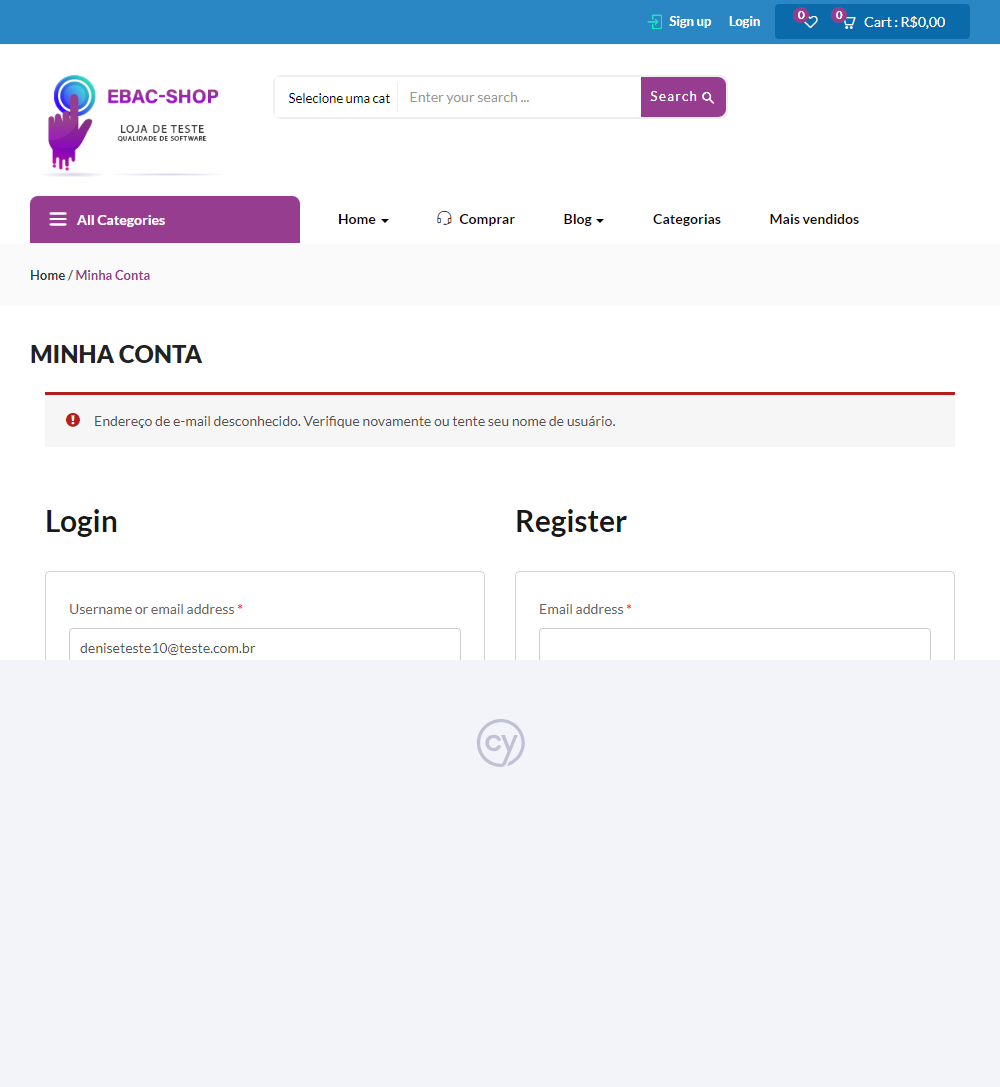 Sign up Login 0 0 Cart : R$0,00
EBAC-SHOP
LOJA DE TESTE
QUALIDADE DE SOFTWARE
Selecione uma cat Enter your search ... Search
All Categories Home Comprar Blog Categorias Mais vendidos
Home / Minha Conta
MINHA CONTA
Endereço de e-mail desconhecido. Verifique novamente ou tente seu nome de usuário.
Login Register
Username or email address * Email address *
deniseteste10@teste.com.br
cy